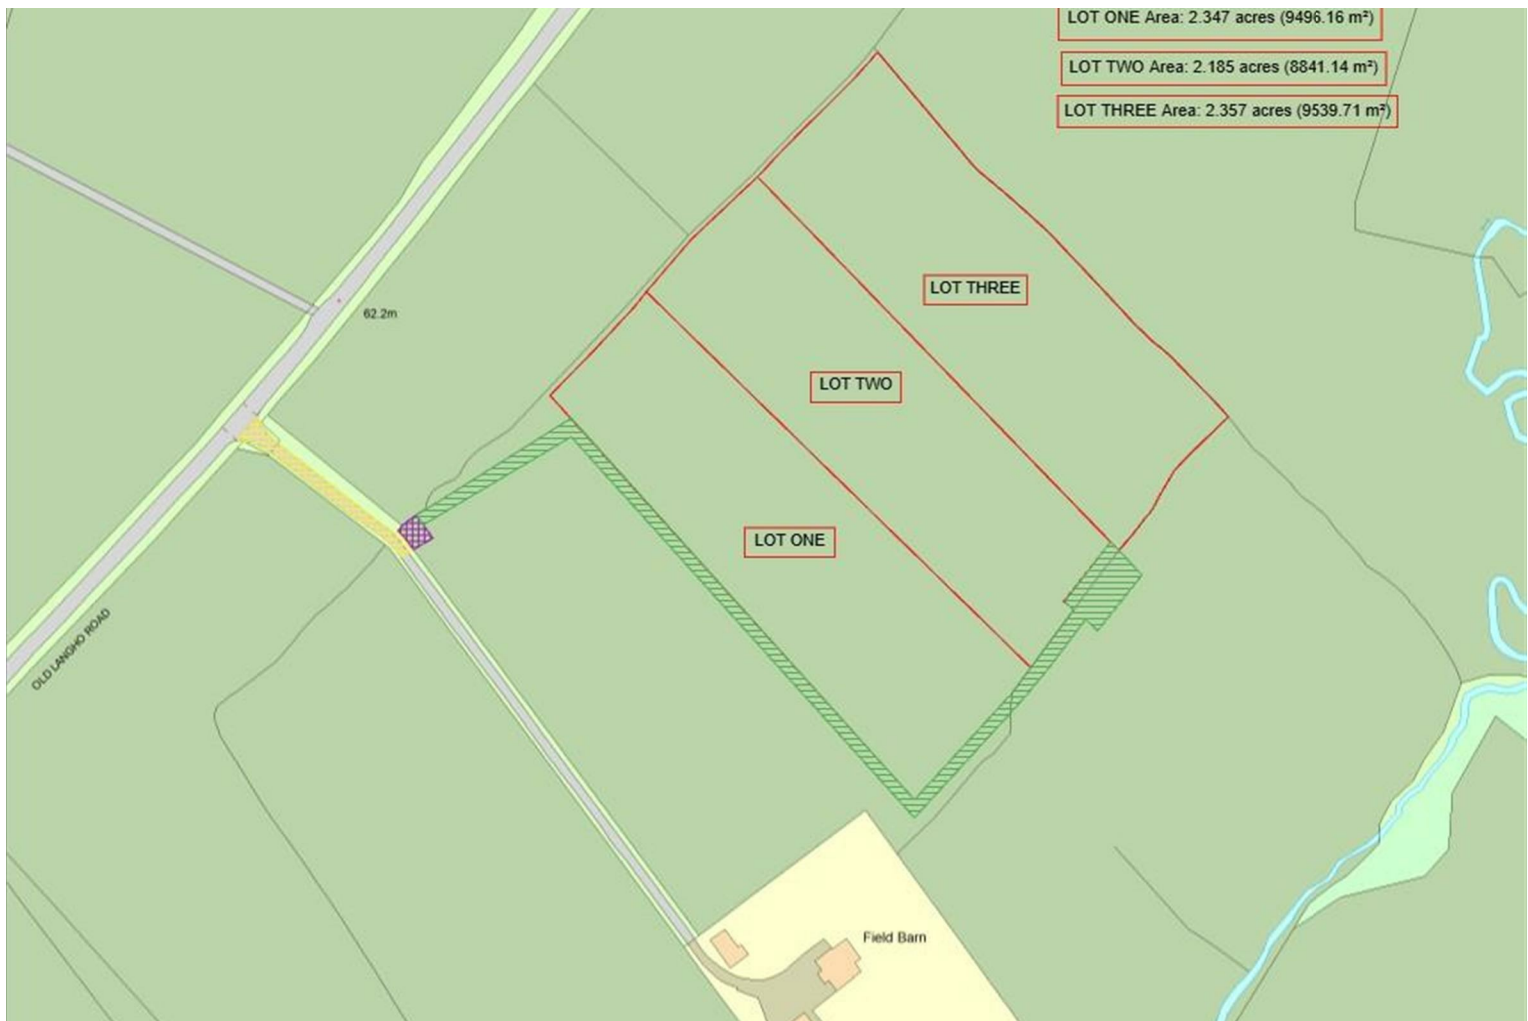 LOT ONE Area: 2.347 acres (9496.16 m²)
LOT TWO Area: 2.185 acres (8841.14 m²)
LOT THREE Area: 2.357 acres (9539.71 m²)
LOT THREE
62.2m
LOT TWO
LOT ONE
OLD LANGHO ROAD
Field Barn